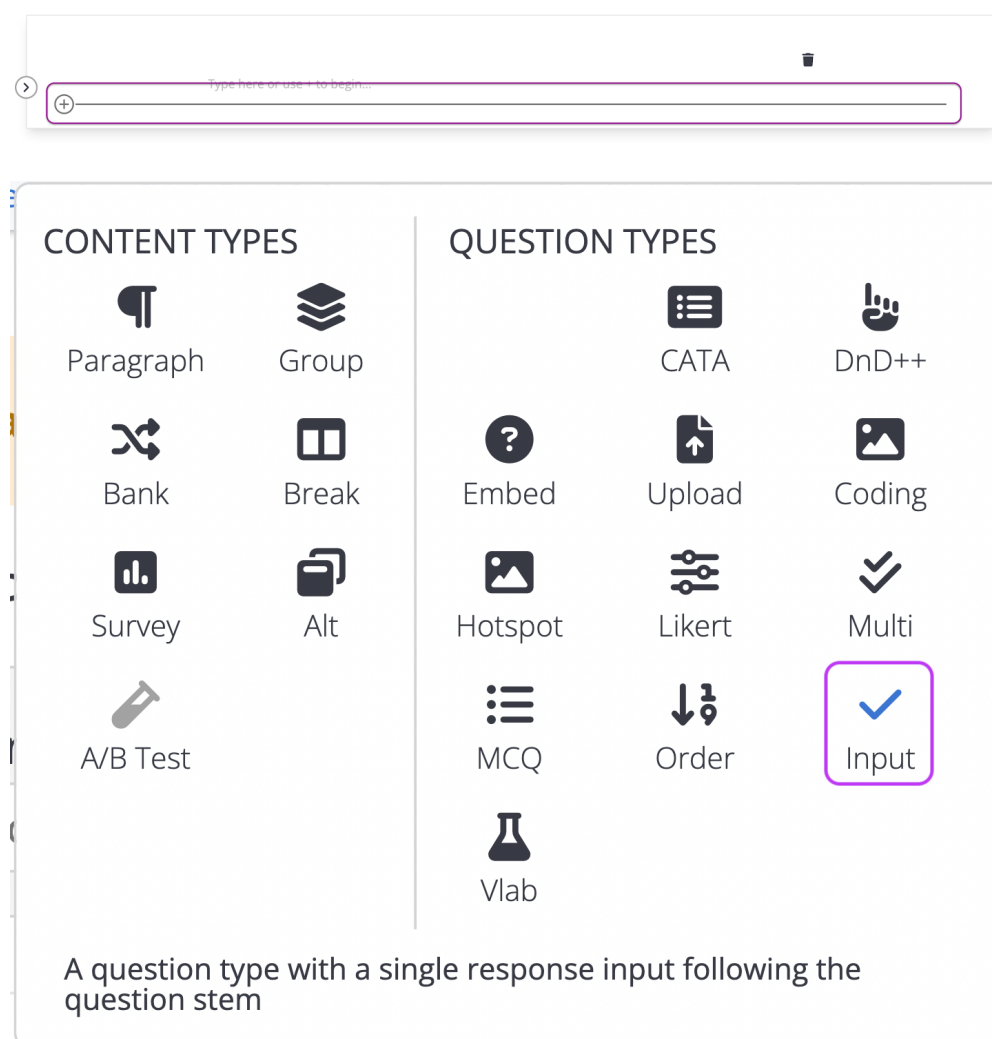 Type here or use + to begin...
CONTENT TYPES
QUESTION TYPES
Paragraph
Group
CATA
DnD++
Bank
Break
Embed
Upload
Coding
Survey
Alt
Hotspot
Likert
Multi
A/B Test
MCQ
Order
Input
Vlab
A question type with a single response input following the
question stem